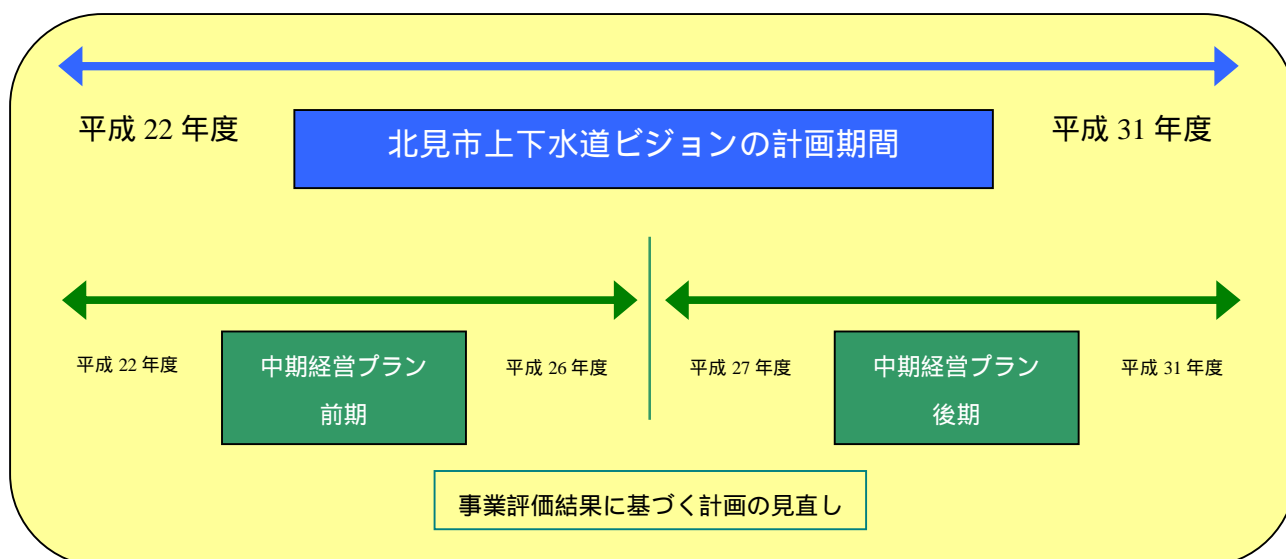 平成 22 年度
北見市上下水道ビジョンの計画期間
平成 31 年度
平成 22 年度
中期経営プラン
前期
平成 26 年度
平成 27 年度
中期経営プラン
後期
平成 31 年度
事業評価結果に基づく計画の見直し